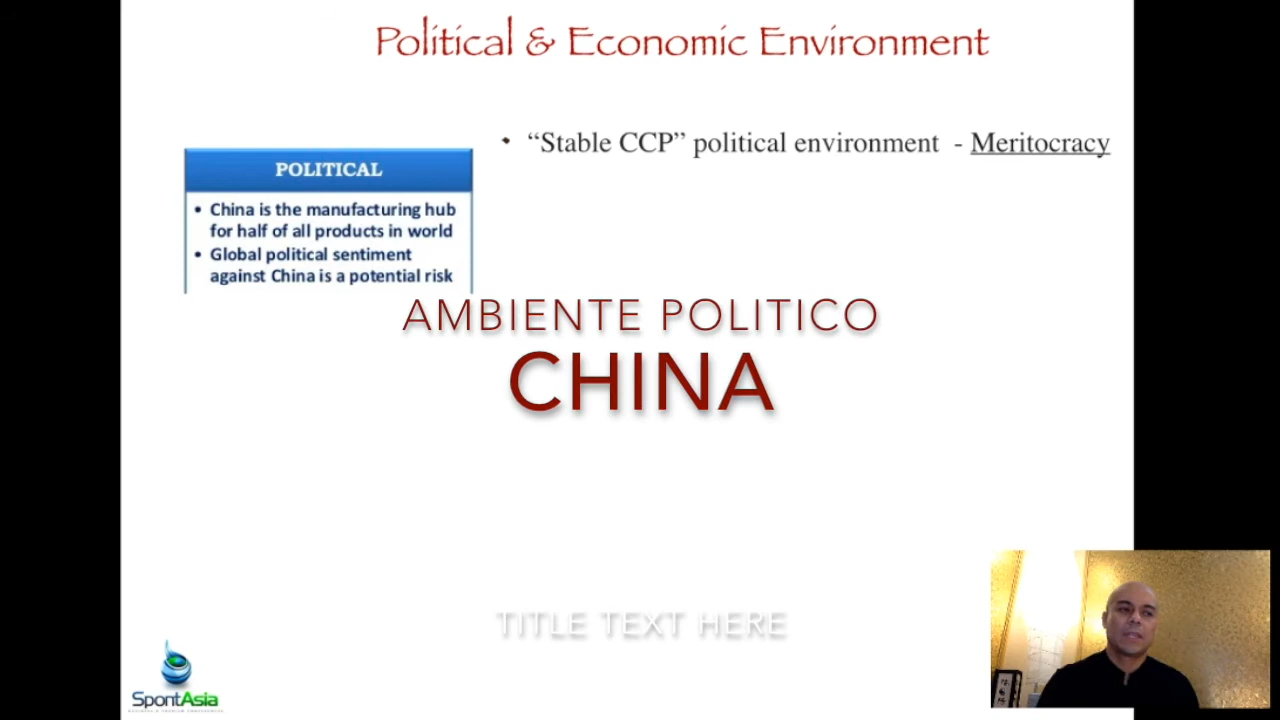 Political & Economic Environment
• “Stable CCP” political environment - Meritocracy
POLITICAL
• China is the manufacturing hub
for half of all products in world
• Global political sentiment
against China is a potential risk
AMBIENTE POLITICO
CHINA
TITLE TEXT HERE
SpontAsia